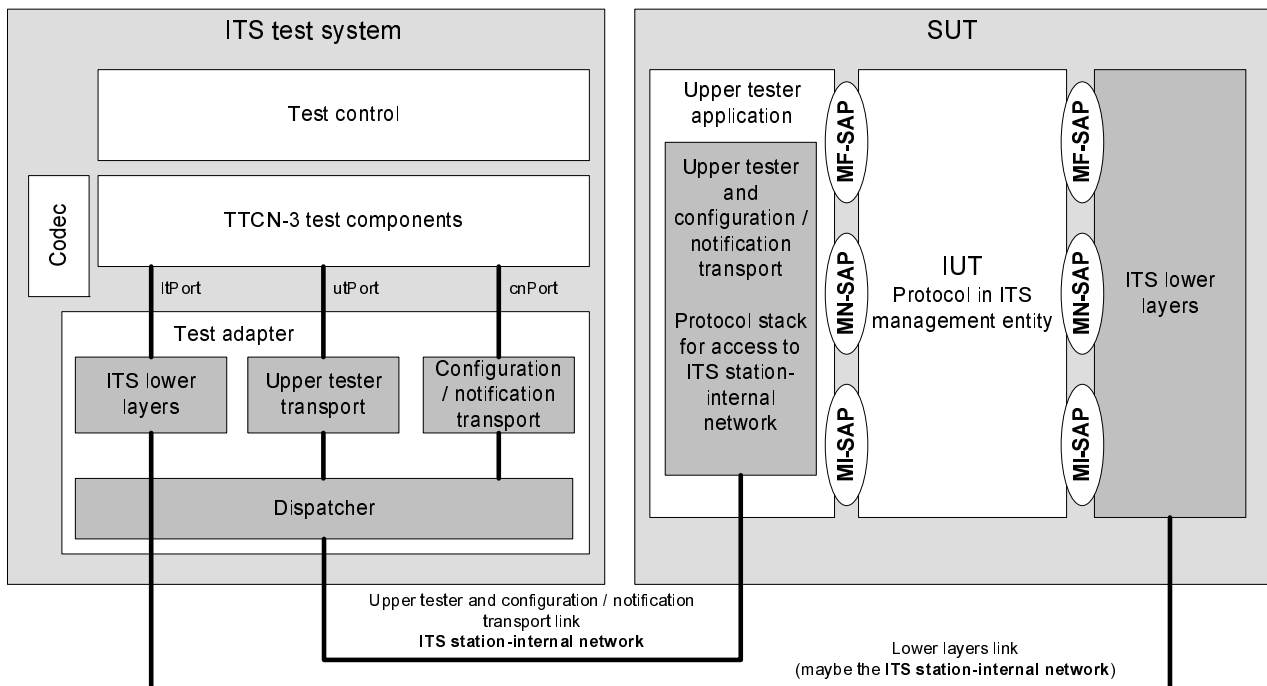 ITS test system
Test control
Codec
TTCN-3 test components
ltPort
utPort
cnPort
Test adapter
ITS lower
layers
Upper tester
transport
Configuration
/ notification
transport
Dispatcher
SUT
Upper tester
application
Upper tester
and
configuration /
notification
transport
Protocol stack
for access to
ITS station-
internal
network
MF-SAP
MN-SAP
MI-SAP
IUT
Protocol in ITS
management entity
MF-SAP
MN-SAP
MI-SAP
ITS lower
layers
Upper tester and configuration / notification
transport link
ITS station-internal network
Lower layers link
(maybe the ITS station-internal network)